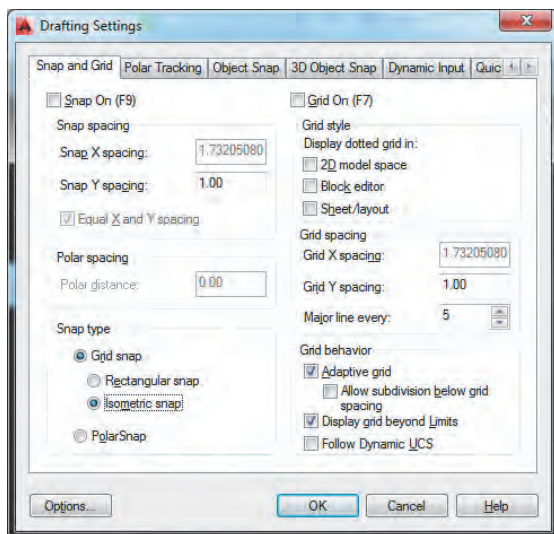 Drafting Settings
Snap and Grid
Polar Tracking
Object Snap
3D Object Snap
Dynamic Input
Quic
Snap On (F9)
Snap spacing
Snap X spacing: 1.73205080
Snap Y spacing: 1.00
Equal X and Y spacing
Polar spacing
Polar distance: 0.00
Snap type
Grid snap
Rectangular snap
Isometric snap
PolarSnap
Grid On (F7)
Grid style
Display dotted grid in:
2D model space
Block editor
Sheet/layout
Grid spacing
Grid X spacing: 1.73205080
Grid Y spacing: 1.00
Major line every: 5
Grid behavior
Adaptive grid
Allow subdivision below grid
spacing
Display grid beyond Limits
Follow Dynamic UCS
Options...
OK
Cancel
Help